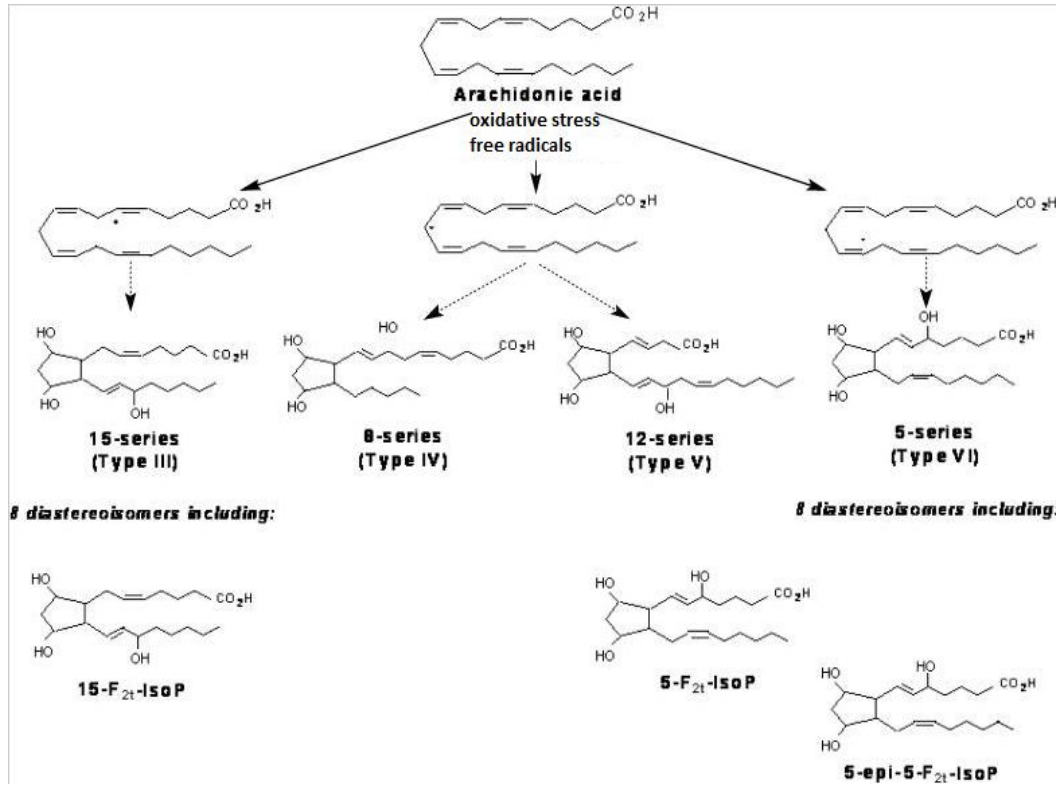 CO2H
Arachidonic acid
oxidative stress
free radicals
CO2H
CO2H
CO2H
HO
CO2H
HO
OH
HO
HO
CO2H
HO
HO
CO2H
HO
OH
OH
HO
CO2H
HO
15-series
(Type III)
8-series
(Type IV)
12-series
(Type V)
5-series
(Type VI)
8 diastereoisomers including:
8 diastereoisomers including:
HO
CO2H
HO
OH
15-F2t-IsoP
HO
HO
CO2H
HO
5-F2t-IsoP
HO
HO
CO2H
HO
5-epi-5-F2t-IsoP